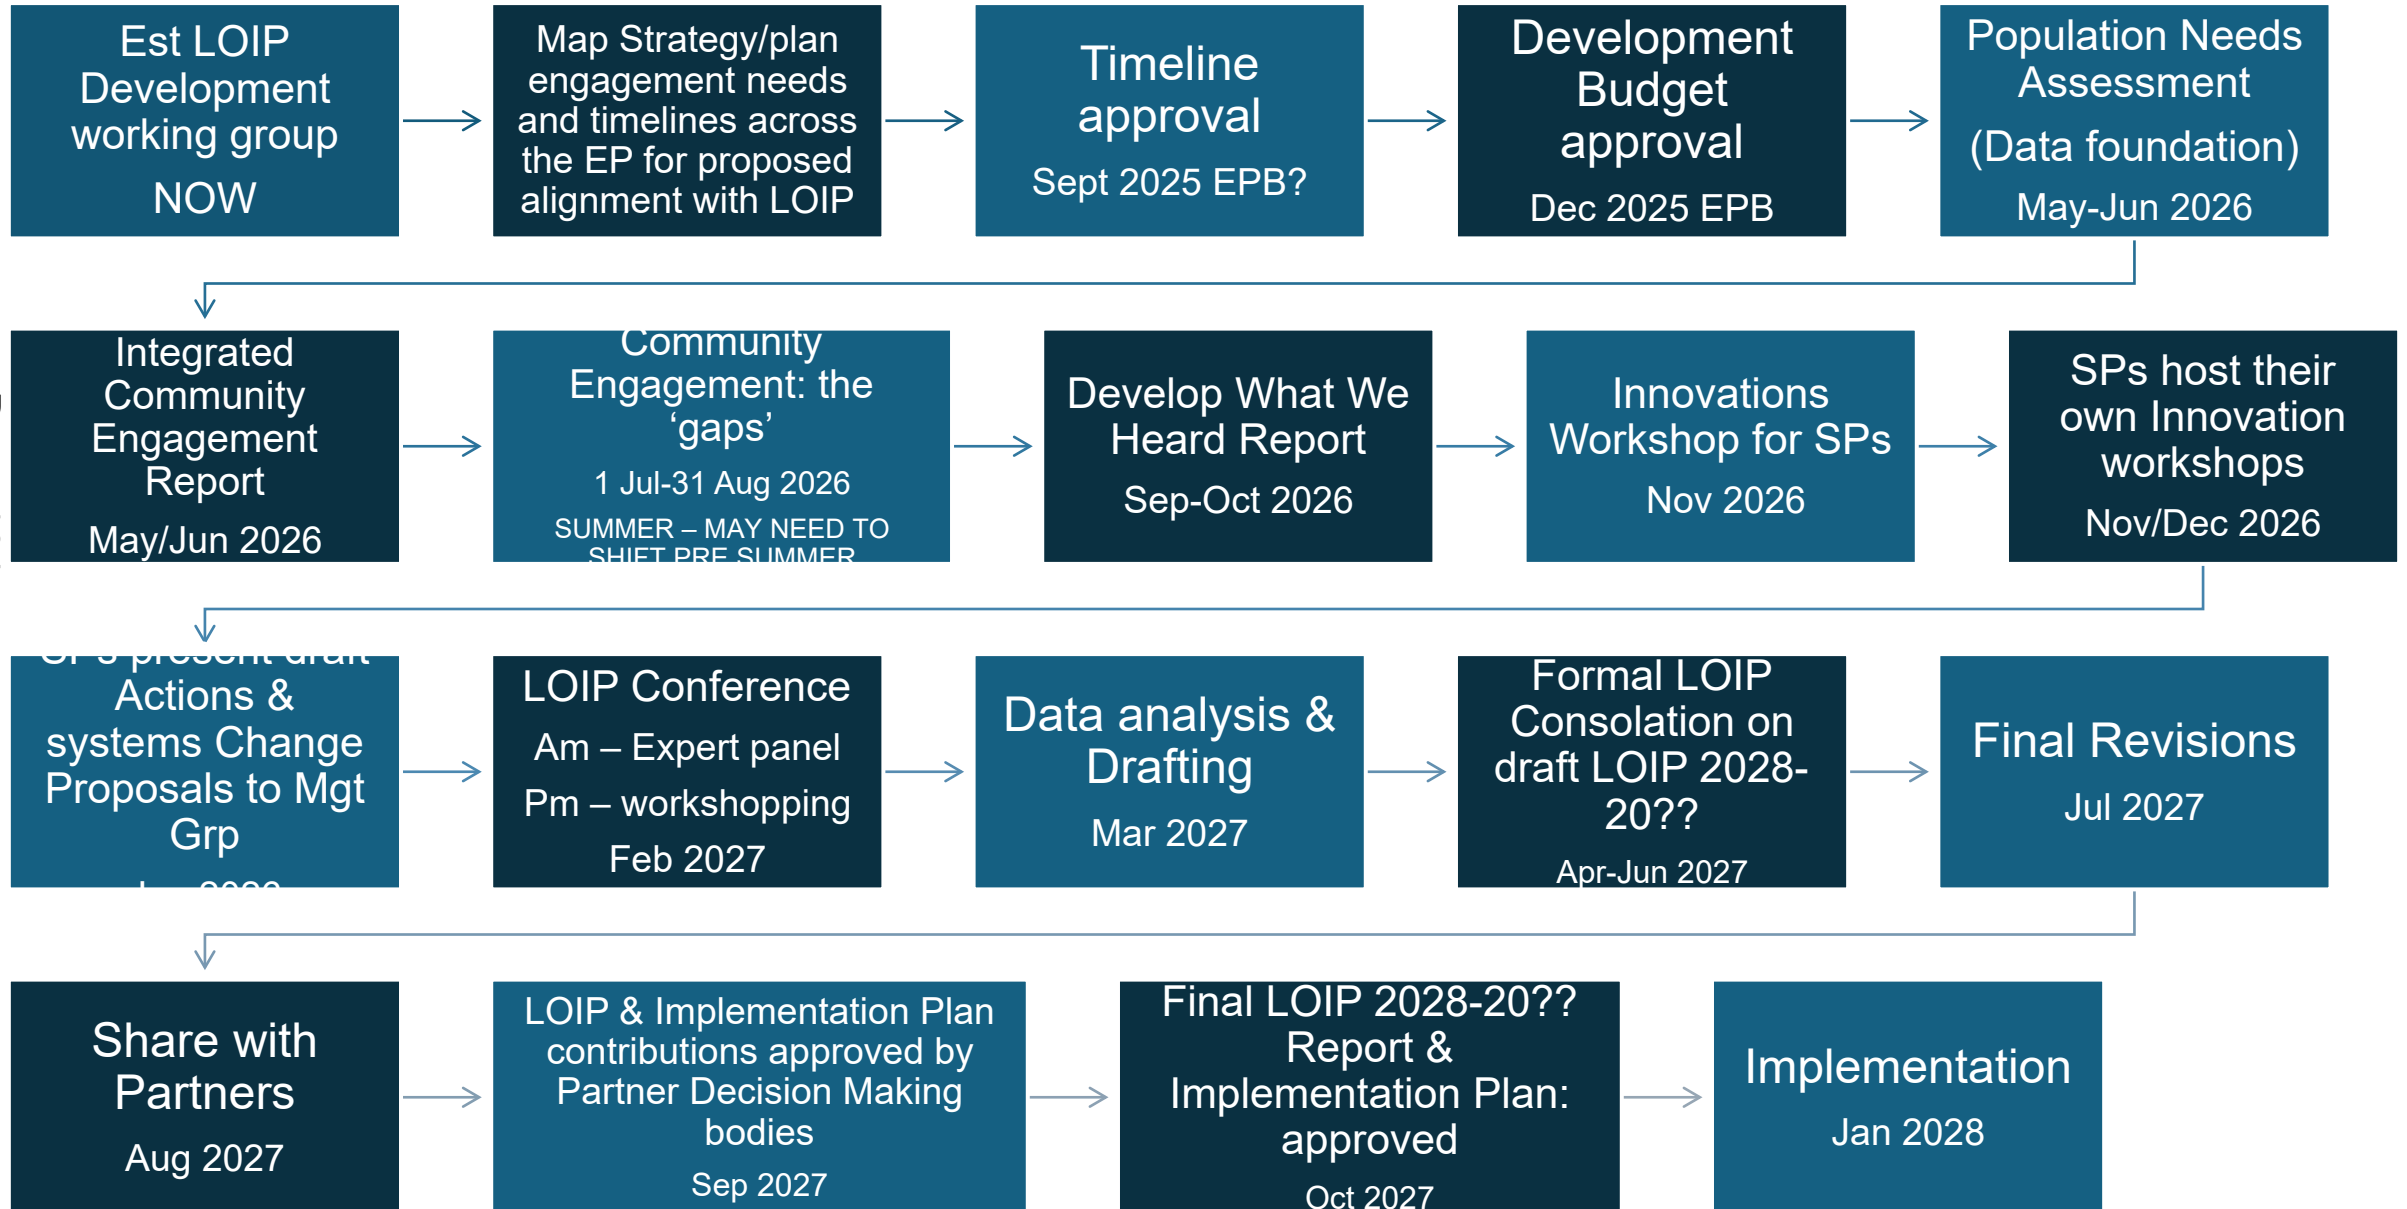 Est LOIP
Development
working group
NOW
Map Strategy/plan
engagement needs
and timelines across
the EP for proposed
alignment with LOIP
Timeline
approval
Sept 2025 EPB?
Development
Budget
approval
Dec 2025 EPB
Population Needs
Assessment
(Data foundation)
May-Jun 2026
Integrated
Community
Engagement
Report
May/Jun 2026
Community
Engagement: the
‘gaps’
1 Jul-31 Aug 2026
SUMMER – MAY NEED TO
SHIFT PRE SUMMER
Develop What We
Heard Report
Sep-Oct 2026
Innovations
Workshop for SPs
Nov 2026
SPs host their
own Innovation
workshops
Nov/Dec 2026
SPs present draft
Actions &
systems Change
Proposals to Mgt
Grp
LOIP Conference
Am – Expert panel
Pm – workshopping
Feb 2027
Data analysis &
Drafting
Mar 2027
Formal LOIP
Consolation on
draft LOIP 2028-
20??
Apr-Jun 2027
Final Revisions
Jul 2027
Share with
Partners
Aug 2027
LOIP & Implementation Plan
contributions approved by
Partner Decision Making
bodies
Sep 2027
Final LOIP 2028-20??
Report &
Implementation Plan:
approved
Oct 2027
Implementation
Jan 2028